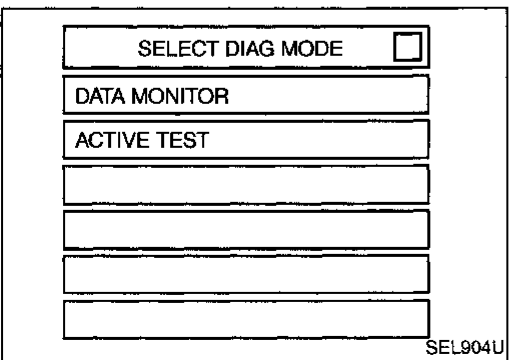 SELECT DIAG MODE
DATA MONITOR
ACTIVE TEST
SEL904U